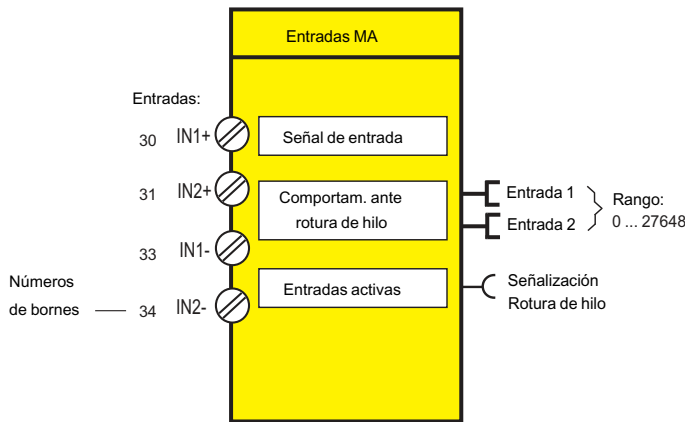 Entradas MA
Entradas:
30 IN1+
Señal de entrada
31 IN2+
Comportam. ante
rotura de hilo
Entrada 1
Entrada 2
Rango:
0 ... 27648
33 IN1-
Números
de bornes
34 IN2-
Entradas activas
Señalización
Rotura de hilo